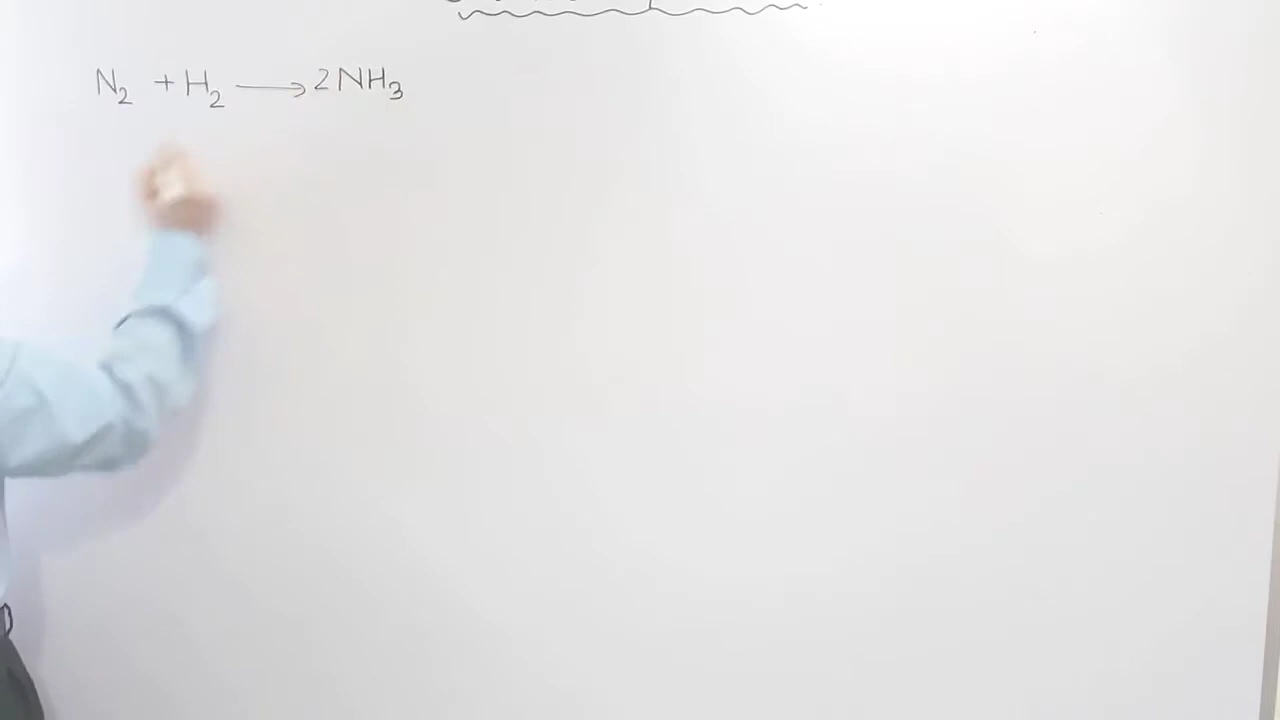 N₂ + H₂ ⟶ 2NH₃